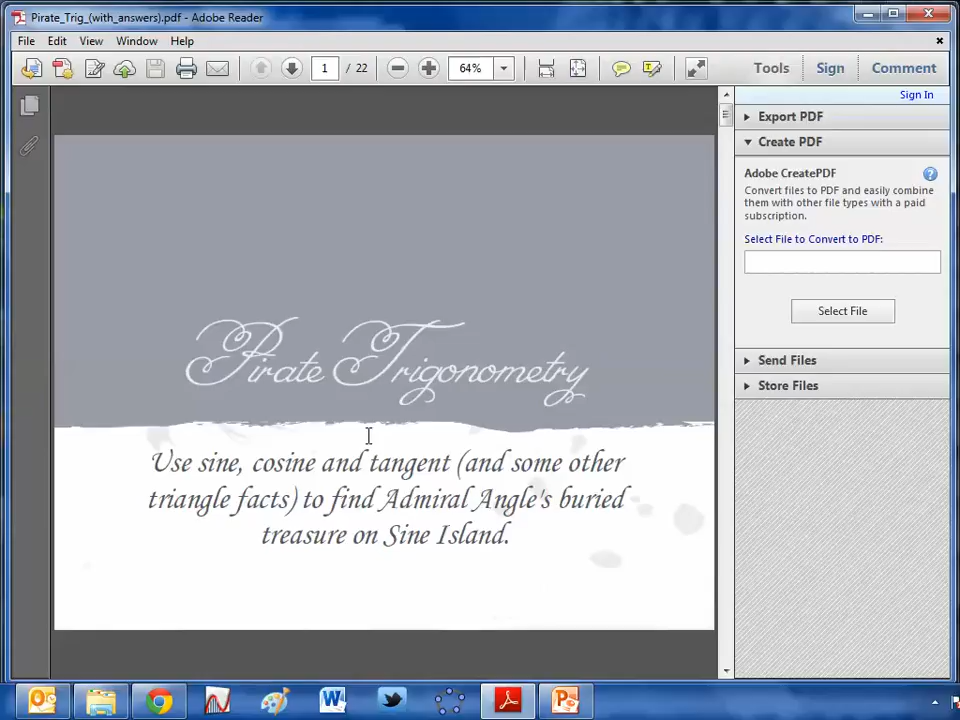 Pirate_Trig_(with_answers).pdf - Adobe Reader
File Edit View Window Help
1 / 22 64% Tools Sign Comment
Sign In
Export PDF
Create PDF
Adobe CreatePDF
Convert files to PDF and easily combine
them with other file types with a paid
subscription.
Select File to Convert to PDF:
Select File
Send Files
Store Files
Pirate Trigonometry
Use sine, cosine and tangent (and some other
triangle facts) to find Admiral Angle's buried
treasure on Sine Island.